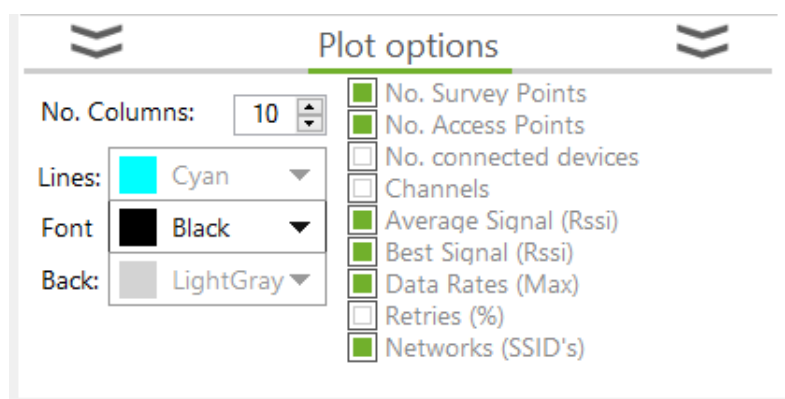 Plot options
No. Columns: 10
Lines: Cyan
Font Black
Back: LightGray
No. Survey Points
No. Access Points
No. connected devices
Channels
Average Signal (Rssi)
Best Signal (Rssi)
Data Rates (Max)
Retries (%)
Networks (SSID's)